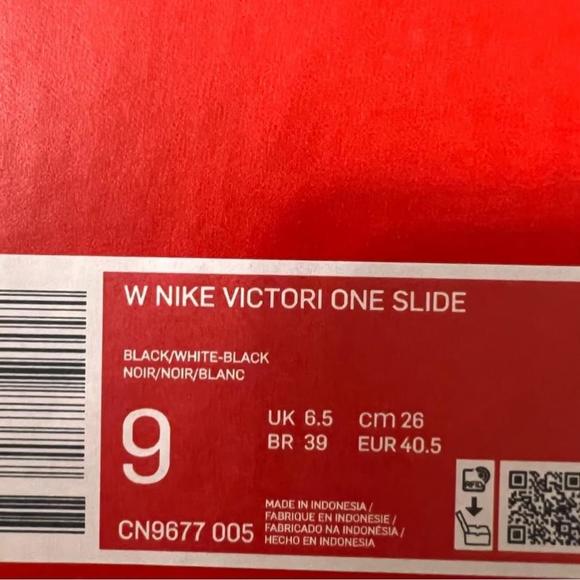 W NIKE VICTORI ONE SLIDE
BLACK/WHITE-BLACK
NOIR/NOIR/BLANC
9
UK 6.5 cm 26
BR 39 EUR 40.5
CN9677 005
MADE IN INDONESIA /
FABRIQUE EN INDONESIE /
FABRICADO NA INDONÉSIA /
HECHO EN INDONESIA
RFID